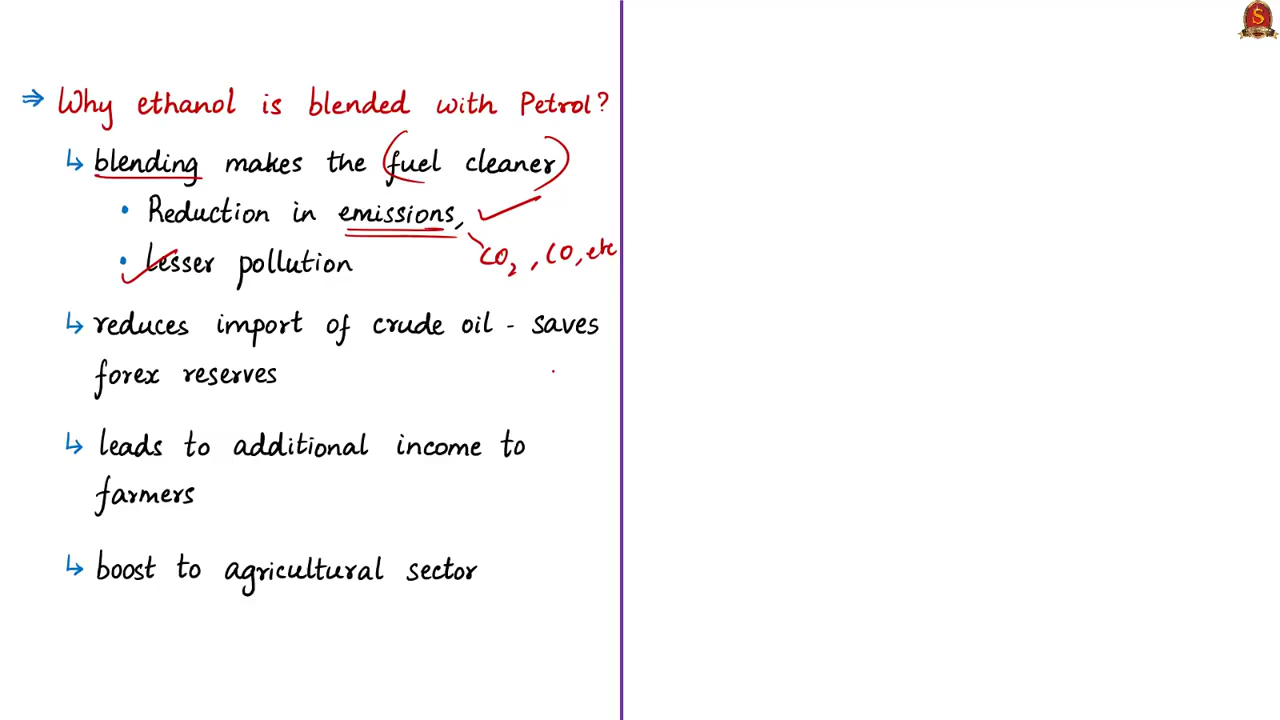 ⇒ Why ethanol is blended with Petrol?
↳ blending makes the fuel cleaner
• Reduction in emissions,
CO2, CO, etc
• Lesser pollution
↳ reduces import of crude oil - saves
forex reserves
↳ leads to additional income to
farmers
↳ boost to agricultural sector
S